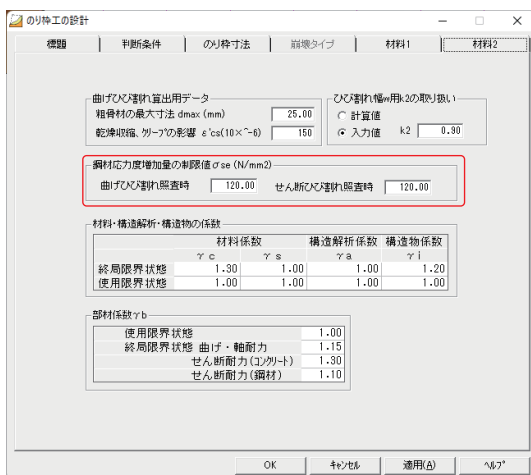 のり枠工の設計
標題 判断条件 のり枠寸法 崩壊タイプ 材料1 材料2
曲げひび割れ算出用データ
粗骨材の最大寸法 dmax (mm) 25.00
乾燥収縮、クリープの影響 ε'cs(10×^-6) 150
ひび割れ幅w用k2の取り扱い
計算値
入力値 k2 0.90
鋼材応力度増加量の制限値σse (N/mm2)
曲げひび割れ照査時 120.00 せん断ひび割れ照査時 120.00
材料・構造解析・構造物の係数
材料係数 構造解析係数 構造物係数
γc γs γa γi
終局限界状態 1.30 1.00 1.00 1.20
使用限界状態 1.00 1.00 1.00 1.00
部材係数γb
使用限界状態 1.00
終局限界状態 曲げ・軸耐力 1.15
せん断耐力(コンクリート) 1.30
せん断耐力(鋼材) 1.10
OK キャンセル 適用(A) ヘルプ